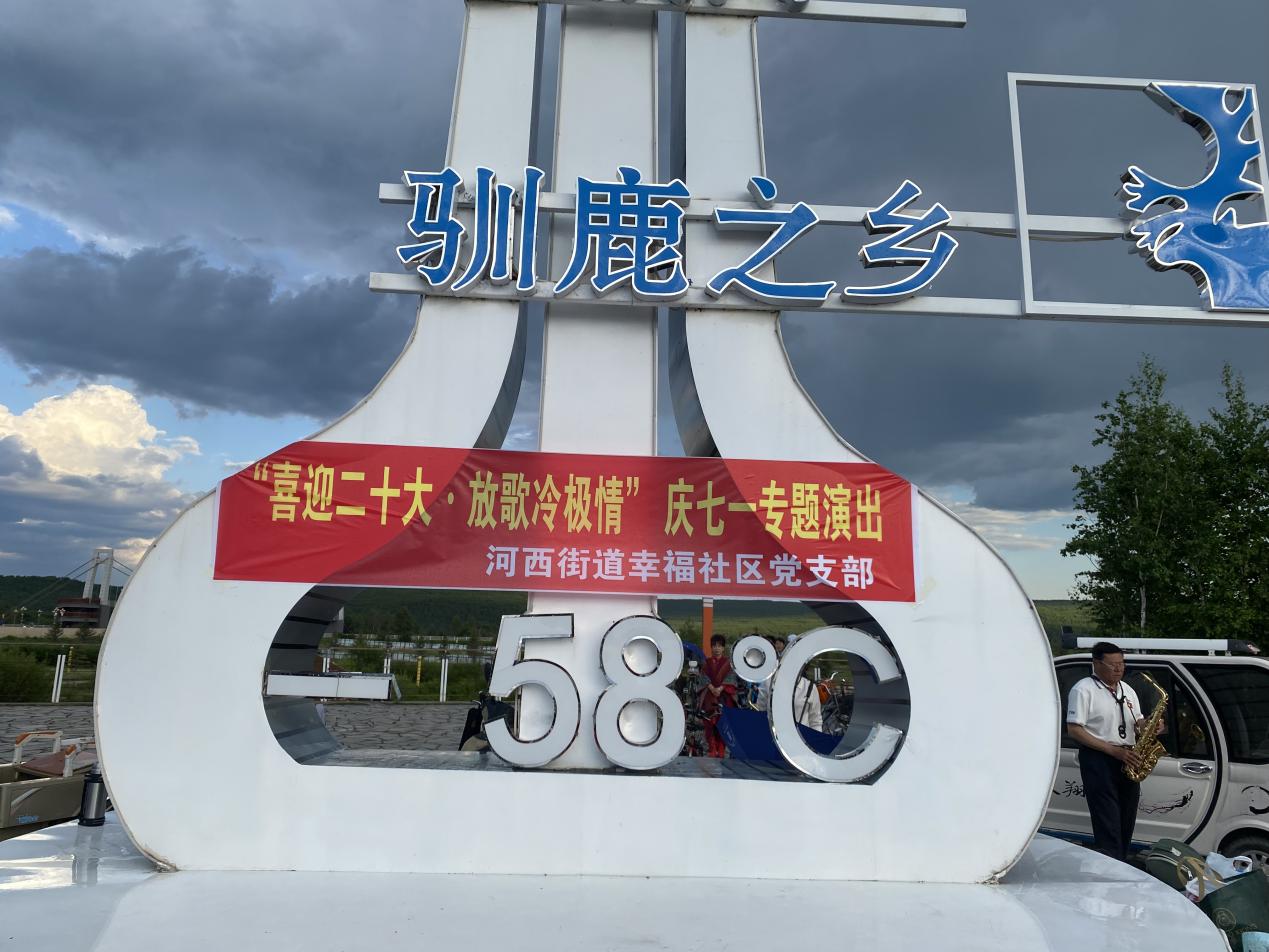 驯鹿之乡
“喜迎二十大·放歌冷极情” 庆七一专题演出
河西街道幸福社区党支部
-58℃